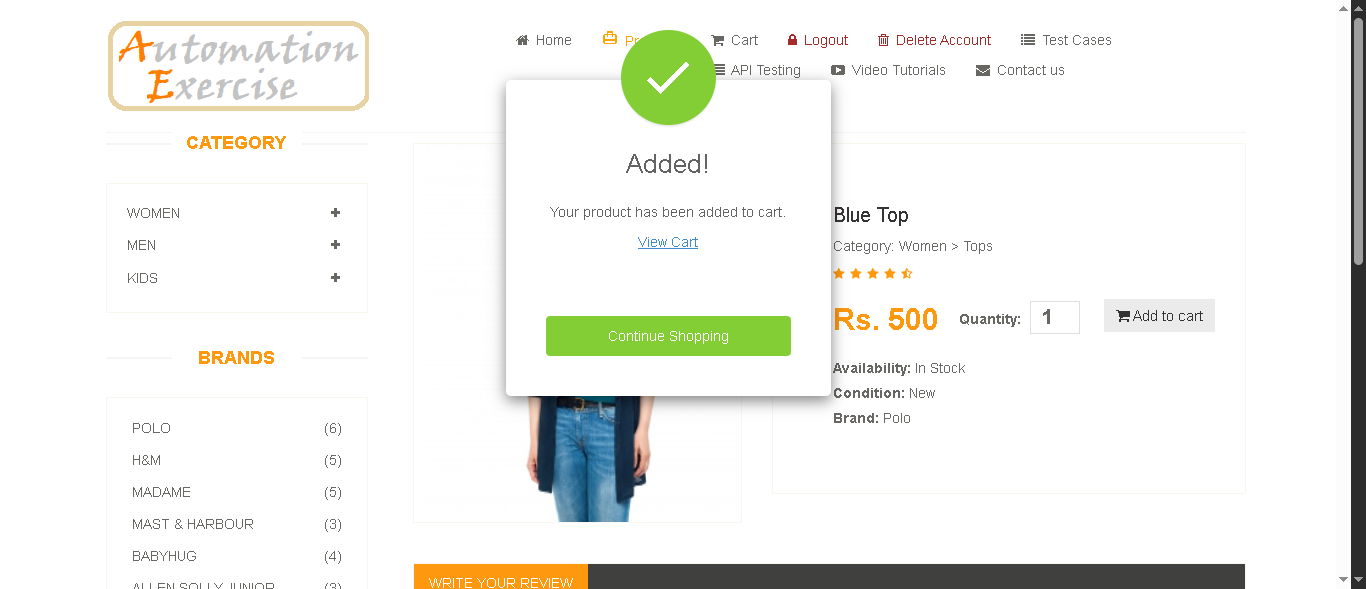 Automation
Exercise
Home
Cart
Logout
Delete Account
Test Cases
API Testing
Video Tutorials
Contact us
CATEGORY
WOMEN
MEN
KIDS
BRANDS
POLO (6)
H&M (5)
MADAME (5)
MAST & HARBOUR (3)
BABYHUG (4)
ALLEN SOLLY JUNIOR (3)
Added!
Your product has been added to cart.
View Cart
Continue Shopping
Blue Top
Category: Women > Tops
Rs. 500 Quantity: 1 Add to cart
Availability: In Stock
Condition: New
Brand: Polo
WRITE YOUR REVIEW